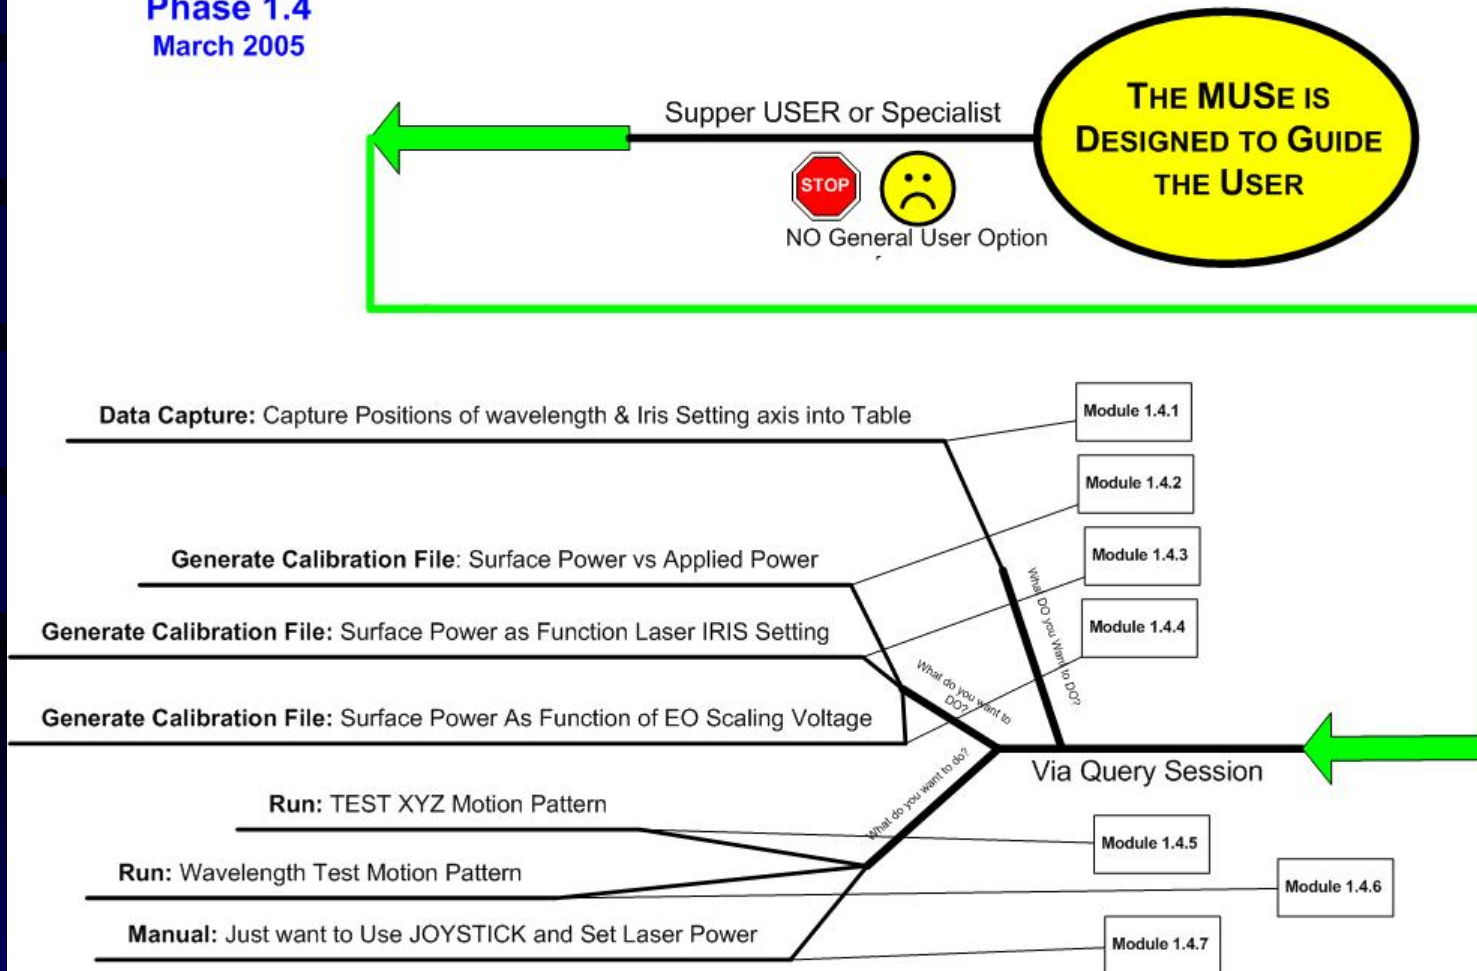 Phase 1.4
March 2005
Supper USER or Specialist
THE MUSE IS
DESIGNED TO GUIDE
THE USER
STOP
NO General User Option
Data Capture: Capture Positions of wavelength & Iris Setting axis into Table
Module 1.4.1
Module 1.4.2
Generate Calibration File: Surface Power vs Applied Power
Module 1.4.3
What DO you Want to DO?
Generate Calibration File: Surface Power as Function Laser IRIS Setting
Module 1.4.4
What do you want to
DO?
Generate Calibration File: Surface Power As Function of EO Scaling Voltage
Via Query Session
What do you want to do?
Run: TEST XYZ Motion Pattern
Module 1.4.5
Run: Wavelength Test Motion Pattern
Module 1.4.6
Manual: Just want to Use JOYSTICK and Set Laser Power
Module 1.4.7